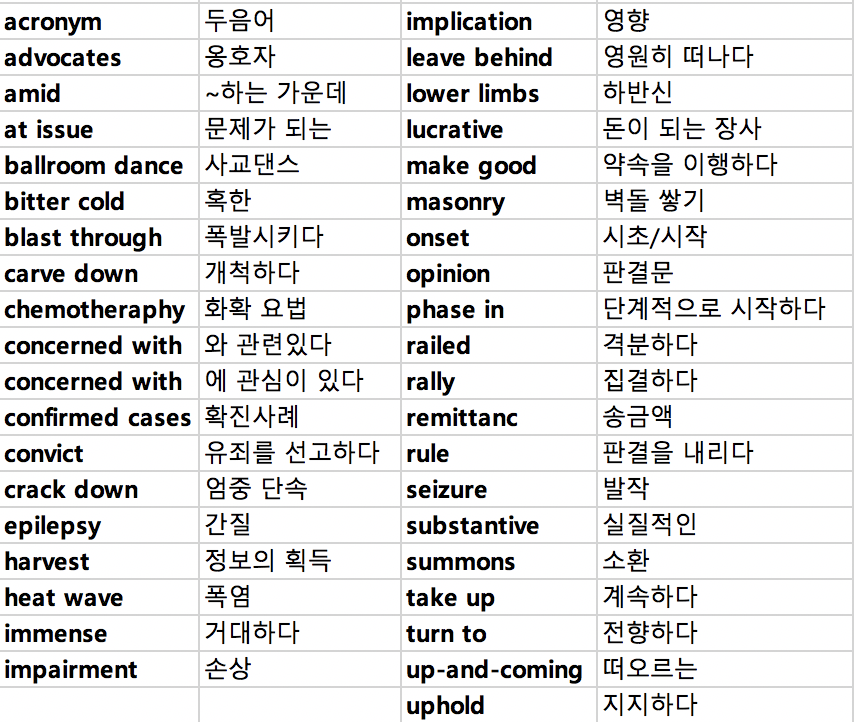 acronym 두음어 implication 영향
advocates 옹호자 leave behind 영원히 떠나다
amid ~하는 가운데 lower limbs 하반신
at issue 문제가 되는 lucrative 돈이 되는 장사
ballroom dance 사교댄스 make good 약속을 이행하다
bitter cold 혹한 masonry 벽돌 쌓기
blast through 폭발시키다 onset 시초/시작
carve down 개척하다 opinion 판결문
chemotheraphy 화확 요법 phase in 단계적으로 시작하다
concerned with 와 관련있다 railed 격분하다
concerned with 에 관심이 있다 rally 집결하다
confirmed cases 확진사례 remittanc 송금액
convict 유죄를 선고하다 rule 판결을 내리다
crack down 엄중 단속 seizure 발작
epilepsy 간질 substantive 실질적인
harvest 정보의 획득 summons 소환
heat wave 폭염 take up 계속하다
immense 거대하다 turn to 전향하다
impairment 손상 up-and-coming 떠오르는
uphold 지지하다